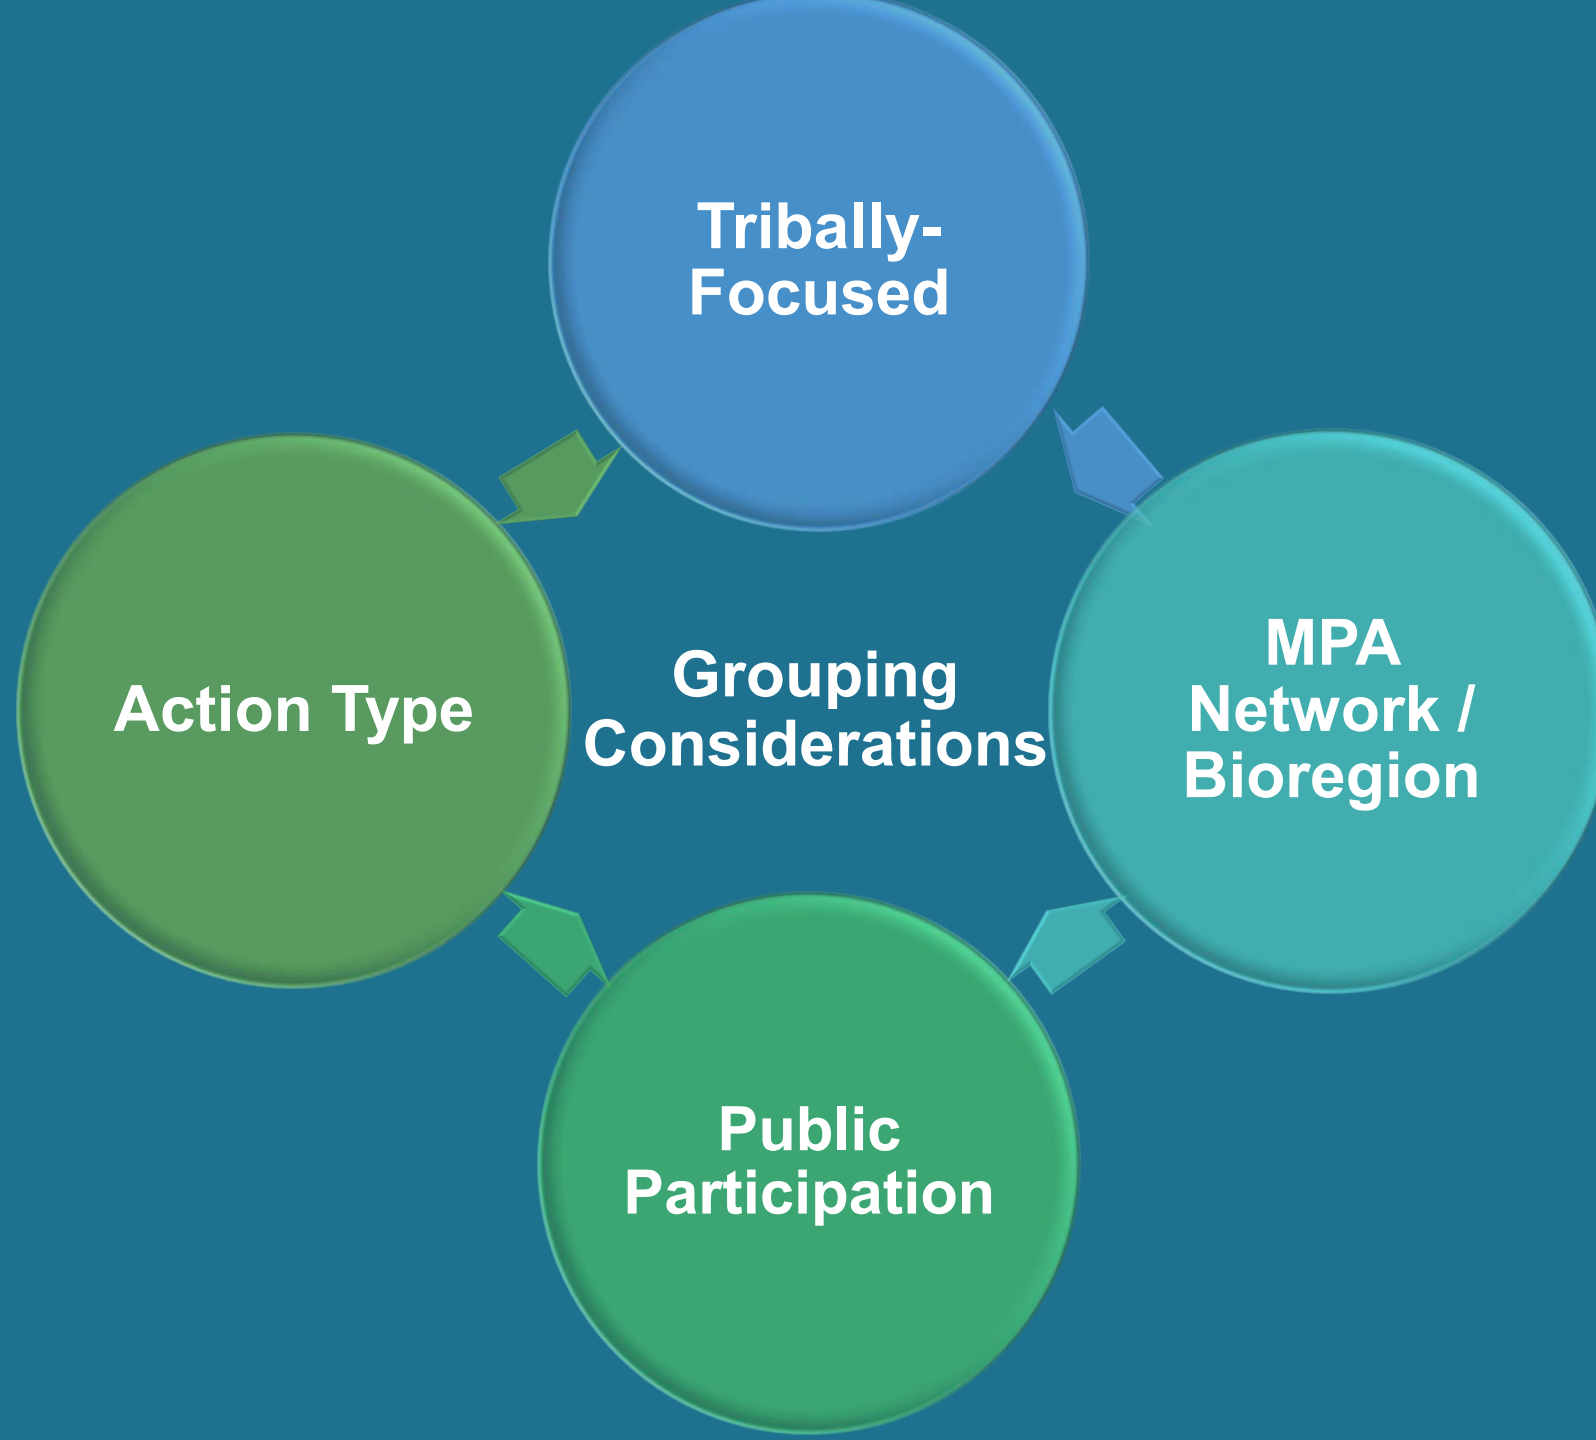 Tribally-
Focused
Action Type
Grouping
Considerations
MPA
Network /
Bioregion
Public
Participation